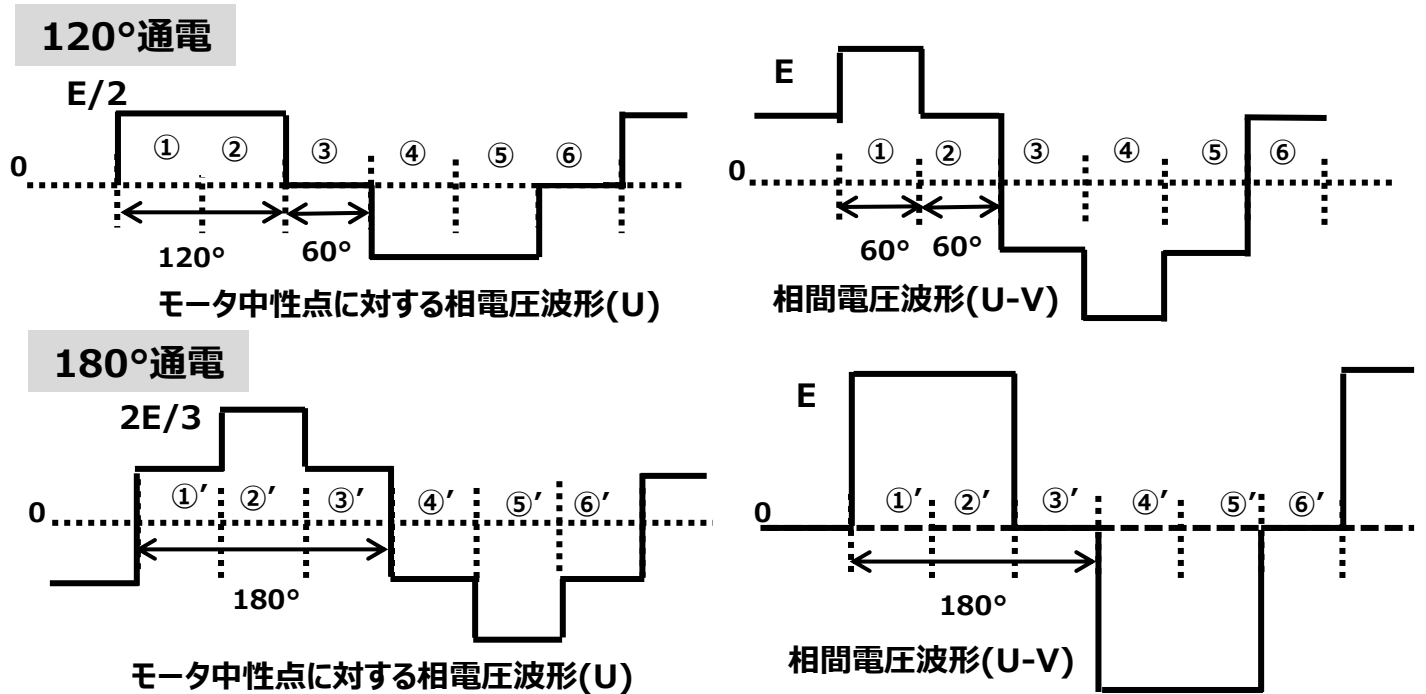 120°通電
E/2
0
① ② ③ ④ ⑤ ⑥
120° 60°
モータ中性点に対する相電圧波形(U)
E
0
① ② ③ ④ ⑤ ⑥
60° 60°
相間電圧波形(U-V)
180°通電
2E/3
0
①′ ②′ ③′ ④′ ⑤′ ⑥′
180°
モータ中性点に対する相電圧波形(U)
E
0
①′ ②′ ③′ ④′ ⑤′ ⑥′
180°
相間電圧波形(U-V)